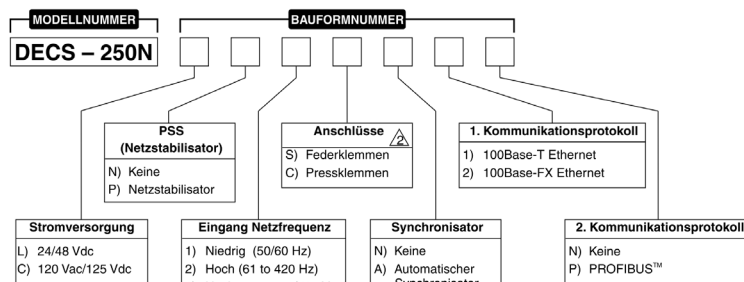 MODELLNUMMER
BAUFORMNUMMER
DECS – 250N
PSS
(Netzstabilisator)
N) Keine
P) Netzstabilisator
Anschlüsse
2
S) Federklemmen
C) Pressklemmen
1. Kommunikationsprotokoll
1) 100Base-T Ethernet
2) 100Base-FX Ethernet
Stromversorgung
L) 24/48 Vdc
C) 120 Vac/125 Vdc
Eingang Netzfrequenz
1) Niedrig (50/60 Hz)
2) Hoch (61 to 420 Hz)
Synchronisator
N) Keine
A) Automatischer
Synchronisator
2. Kommunikationsprotokoll
N) Keine
P) PROFIBUS™